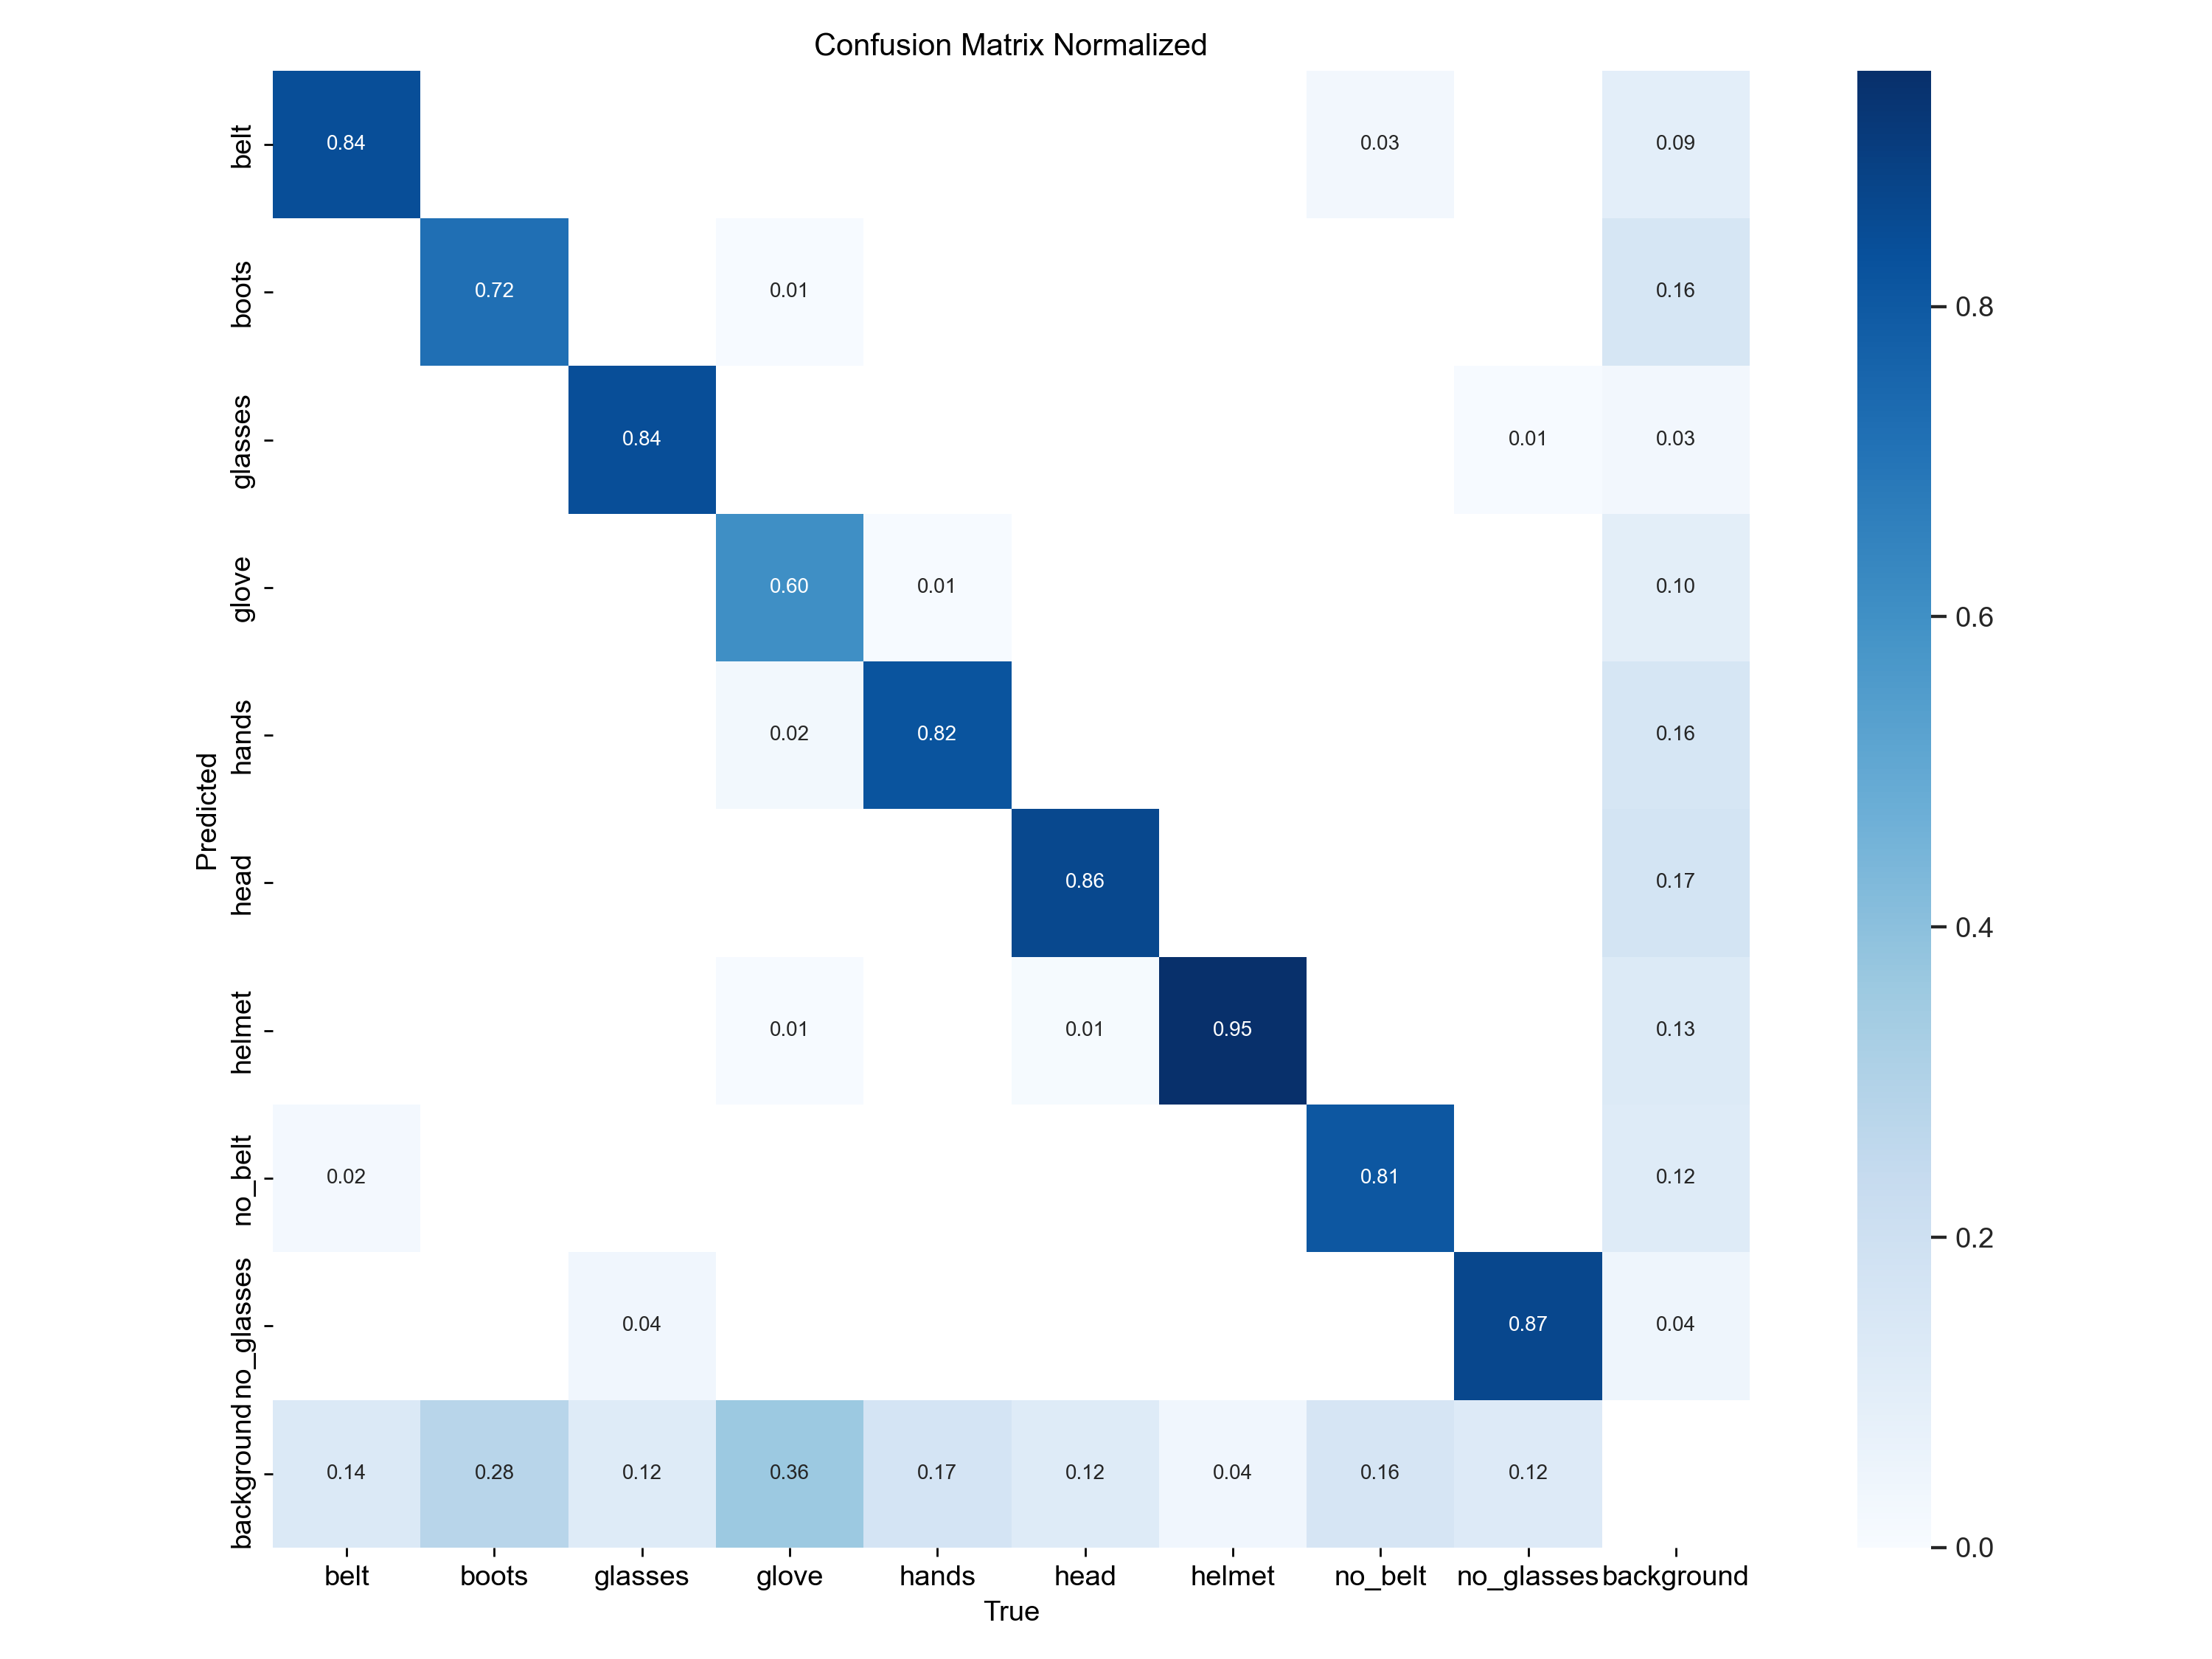 Confusion Matrix Normalized
belt
0.84
0.03
0.09
boots
0.72
0.01
0.16
0.8
glasses
0.84
0.01
0.03
glove
0.60
0.01
0.10
0.6
hands
0.02
0.82
0.16
Predicted
head
0.86
0.17
0.4
helmet
0.01
0.01
0.95
0.13
no_belt
0.02
0.81
0.12
0.2
no_glasses
0.04
0.87
0.04
background
0.14
0.28
0.12
0.36
0.17
0.12
0.04
0.16
0.12
0.0
belt
boots
glasses
glove
hands
head
helmet
no_belt
no_glasses
background
True